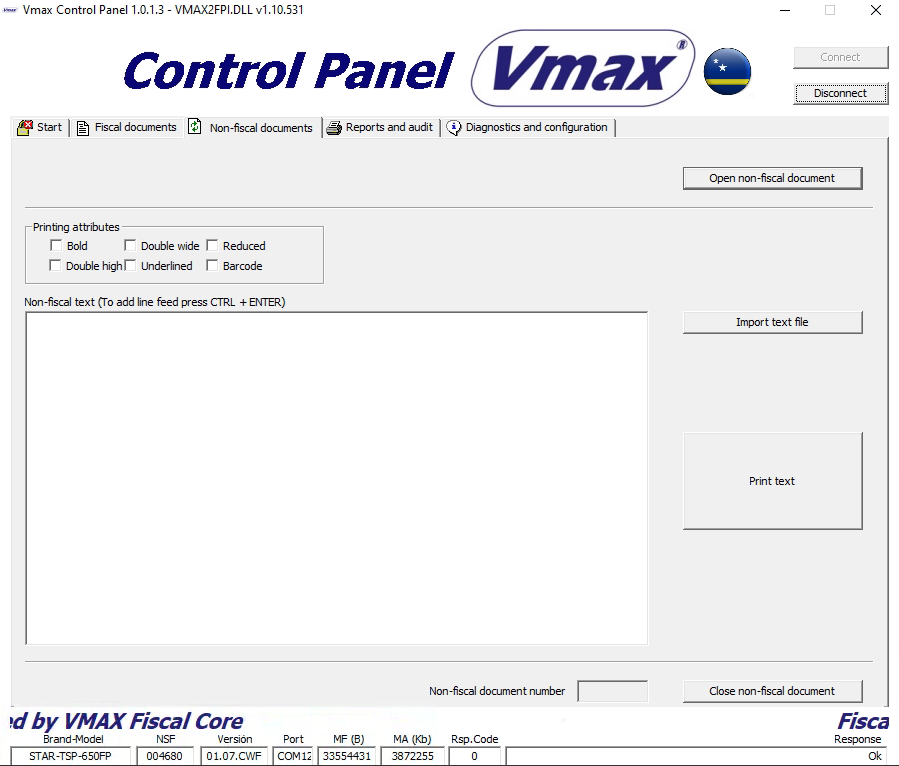 Vmax Control Panel 1.0.1.3 - VMAX2FPI.DLL v1.10.531
Control Panel Vmax ®
Connect
Disconnect
Start Fiscal documents Non-fiscal documents Reports and audit Diagnostics and configuration
Open non-fiscal document
Printing attributes
Bold Double wide Reduced
Double high Underlined Barcode
Non-fiscal text (To add line feed press CTRL + ENTER)
Import text file
Print text
Non-fiscal document number Close non-fiscal document
ed by VMAX Fiscal Core Fisca
Brand-Model NSF Versión Port MF (B) MA (Kb) Rsp.Code Response
STAR-TSP-650FP 004680 01.07.CWF COM12 33554431 3872255 0 Ok